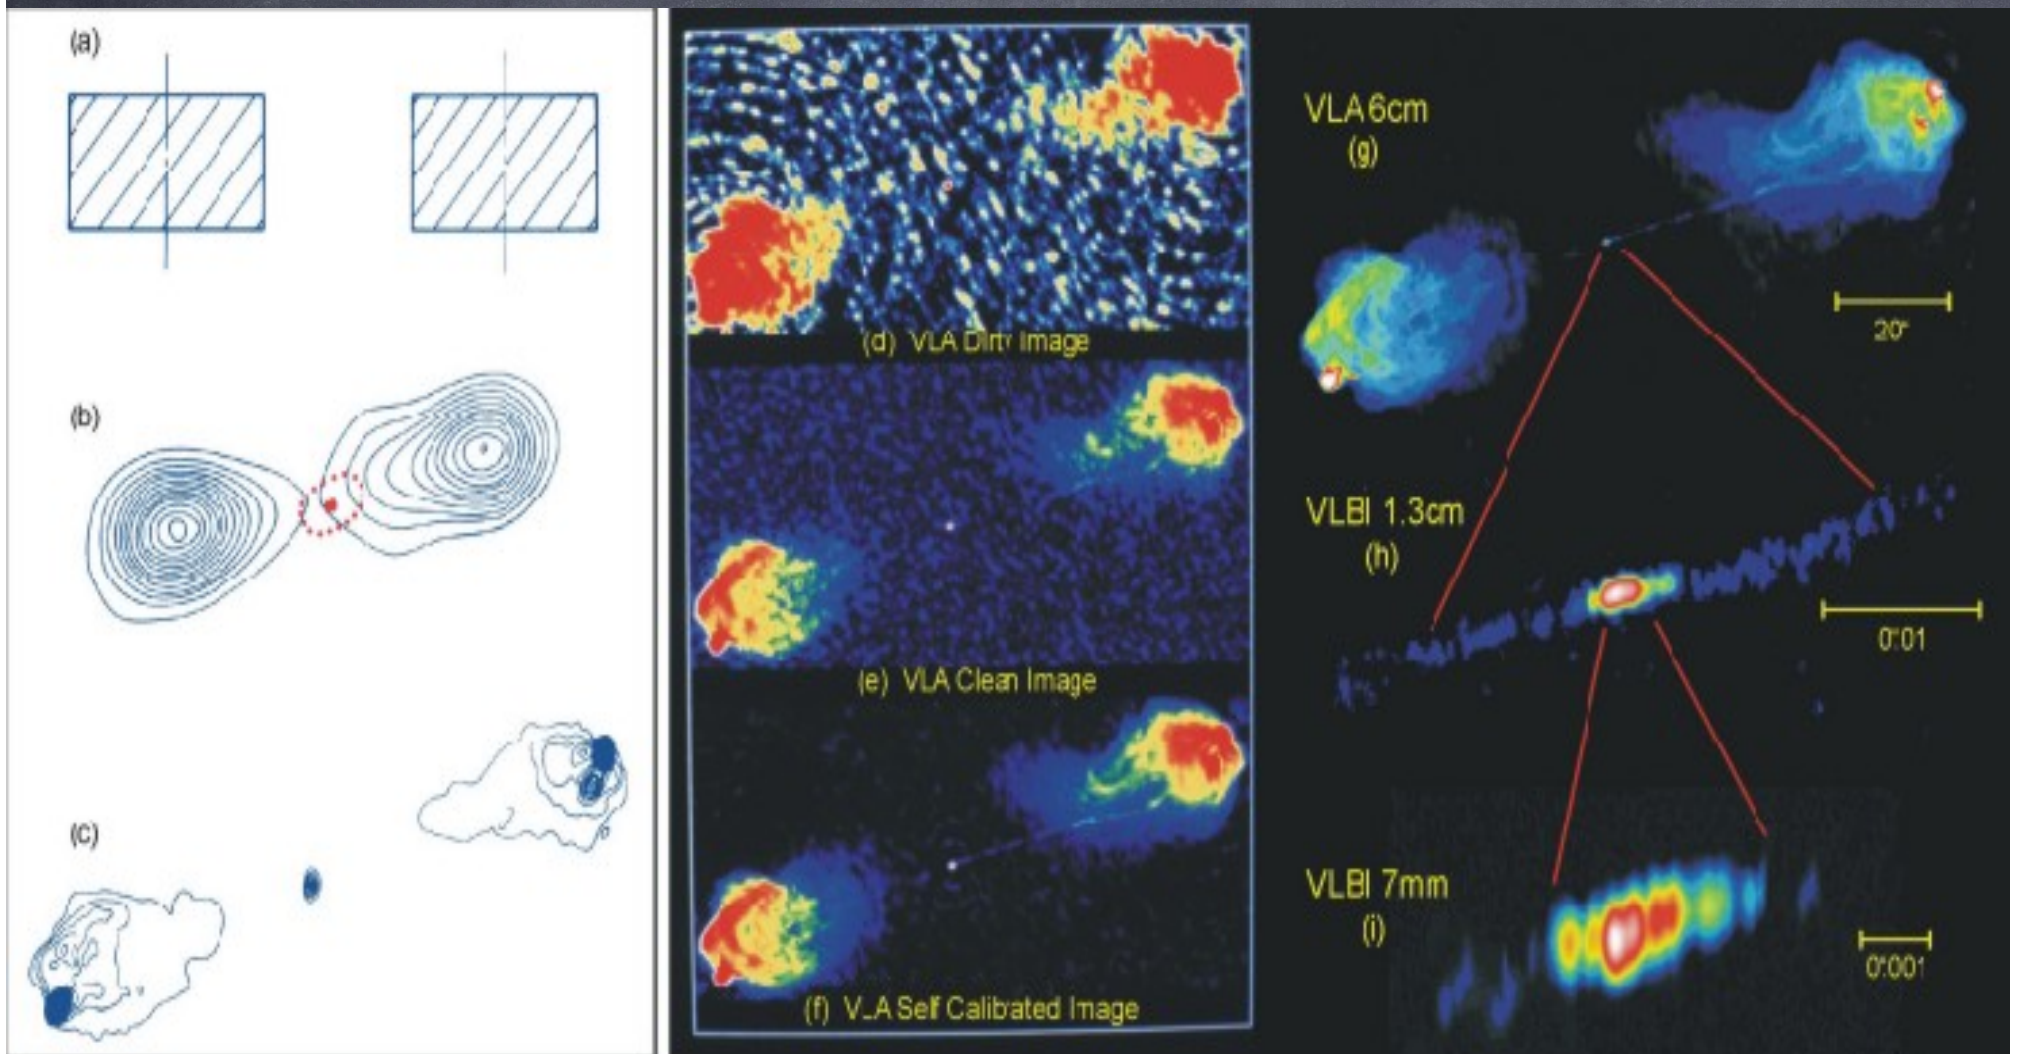 (a)
(b)
(c)
(d) VLA Dirty Image
(e) VLA Clean Image
(f) VLA Self Calibated Image
VLA 6cm
(g)
20"
VLBI 1.3cm
(h)
0".01
VLBI 7mm
(i)
0".001